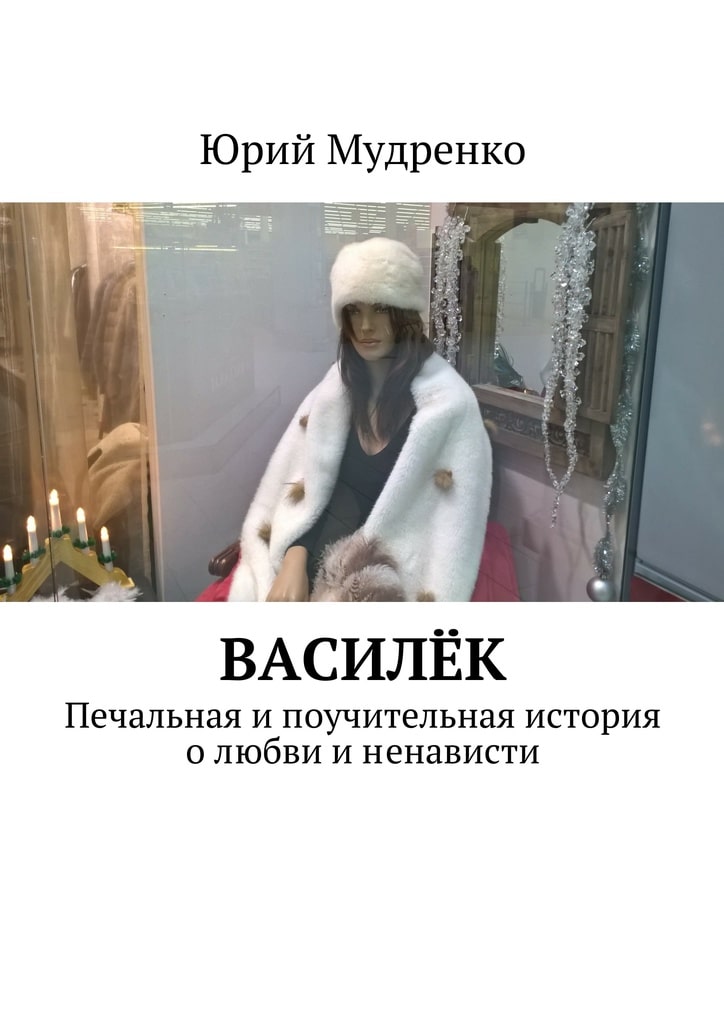 Юрий Мудренко
ВАСИЛЁК
Печальная и поучительная история
о любви и ненависти